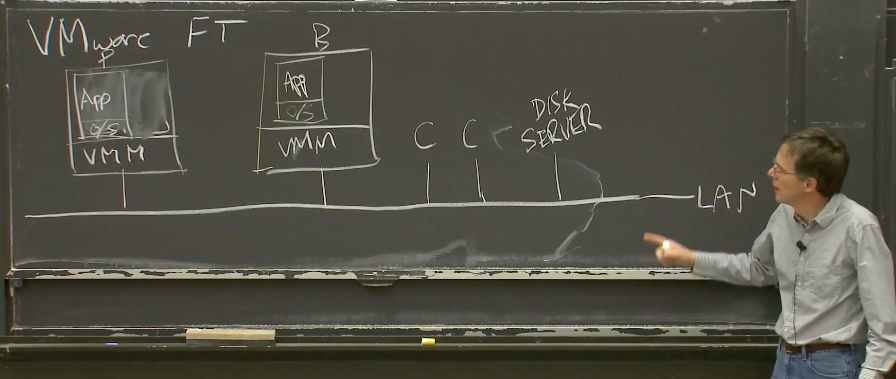 VMware FT
P
App
O/S
VMM
B
App
O/S
VMM
C
C
DISK
SERVER
LAN